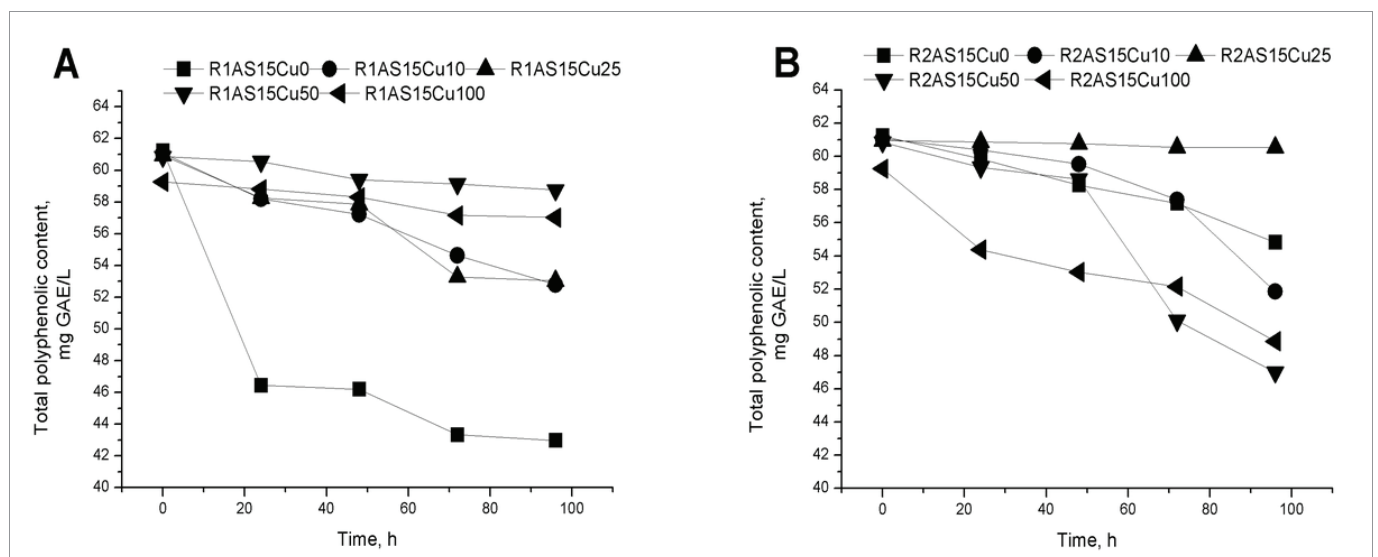 A
R1AS15Cu0 R1AS15Cu10 R1AS15Cu25
R1AS15Cu50 R1AS15Cu100
64
62
60
58
56
54
52
50
48
46
44
42
40
Total polyphenolic content,
mg GAE/L
0 20 40 60 80 100
Time, h
B
R2AS15Cu0 R2AS15Cu10 R2AS15Cu25
R2AS15Cu50 R2AS15Cu100
64
62
60
58
56
54
52
50
48
46
44
42
40
Total polyphenolic content,
mg GAE/L
0 20 40 60 80 100
Time, h